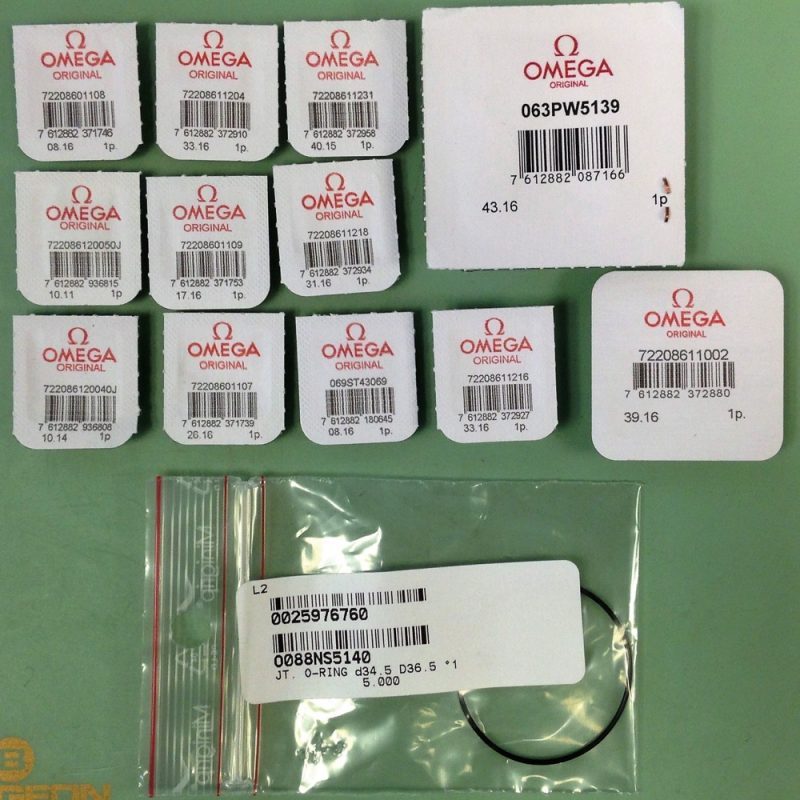 Ω
OMEGA
ORIGINAL
72208601108
7 612882 371746
08.16 1p.
Ω
OMEGA
ORIGINAL
72208611204
7 612882 372910
33.16 1p.
Ω
OMEGA
ORIGINAL
72208611231
7 612882 372958
40.15 1p.
Ω
OMEGA
ORIGINAL
063PW5139
7 612882 087166
43.16 1p
Ω
OMEGA
ORIGINAL
722086120050J
7 612882 936815
10.11 1p.
Ω
OMEGA
ORIGINAL
72208601109
7 612882 371753
17.16 1p.
Ω
OMEGA
ORIGINAL
72208611218
7 612882 372934
31.16 1p.
Ω
OMEGA
ORIGINAL
722086120040J
7 612882 936808
10.14 1p
Ω
OMEGA
ORIGINAL
72208601107
7 612882 371739
26.16 1p.
Ω
OMEGA
ORIGINAL
069ST43069
7 612882 180645
08.16 1p.
Ω
OMEGA
ORIGINAL
72208611216
7 612882 372927
33.16 1p.
Ω
OMEGA
ORIGINAL
72208611002
7 612882 372880
39.16 1p.
L2
0025976760
0088NS5140
JT. O-RING d34.5 D36.5 °1
5.000
Minigrip
Minigrip